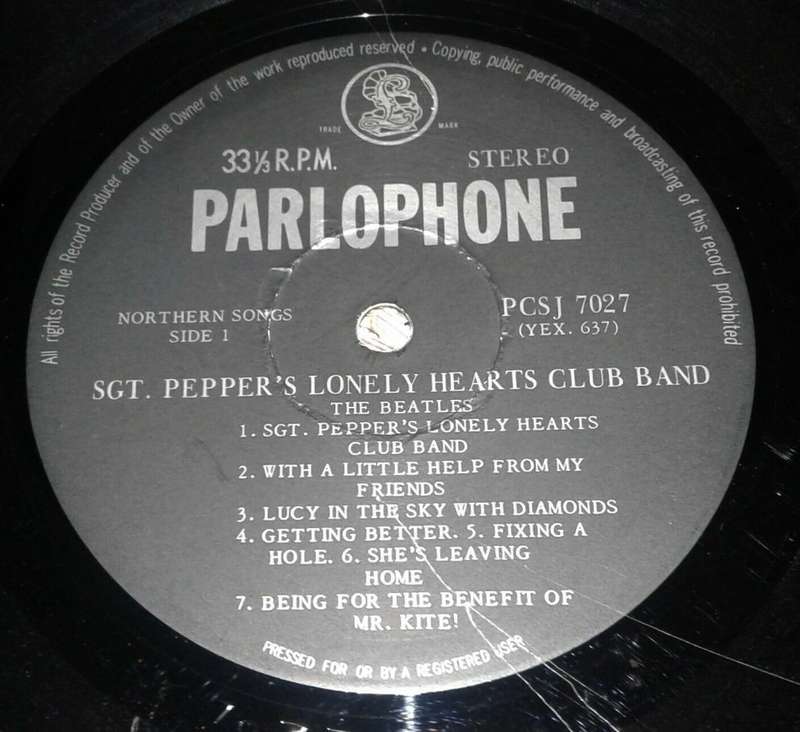 All rights of the Record Producer and of the Owner of the work reproduced reserved • Copying, public performance and broadcasting of this record prohibited
TRADE MARK
33⅓ R.P.M. STEREO
PARLOPHONE
NORTHERN SONGS PCSJ 7027
SIDE 1 (YEX. 637)
SGT. PEPPER'S LONELY HEARTS CLUB BAND
THE BEATLES
1. SGT. PEPPER'S LONELY HEARTS
CLUB BAND
2. WITH A LITTLE HELP FROM MY
FRIENDS
3. LUCY IN THE SKY WITH DIAMONDS
4. GETTING BETTER. 5. FIXING A
HOLE. 6. SHE'S LEAVING
HOME
7. BEING FOR THE BENEFIT OF
MR. KITE!
PRESSED FOR OR BY A REGISTERED USER